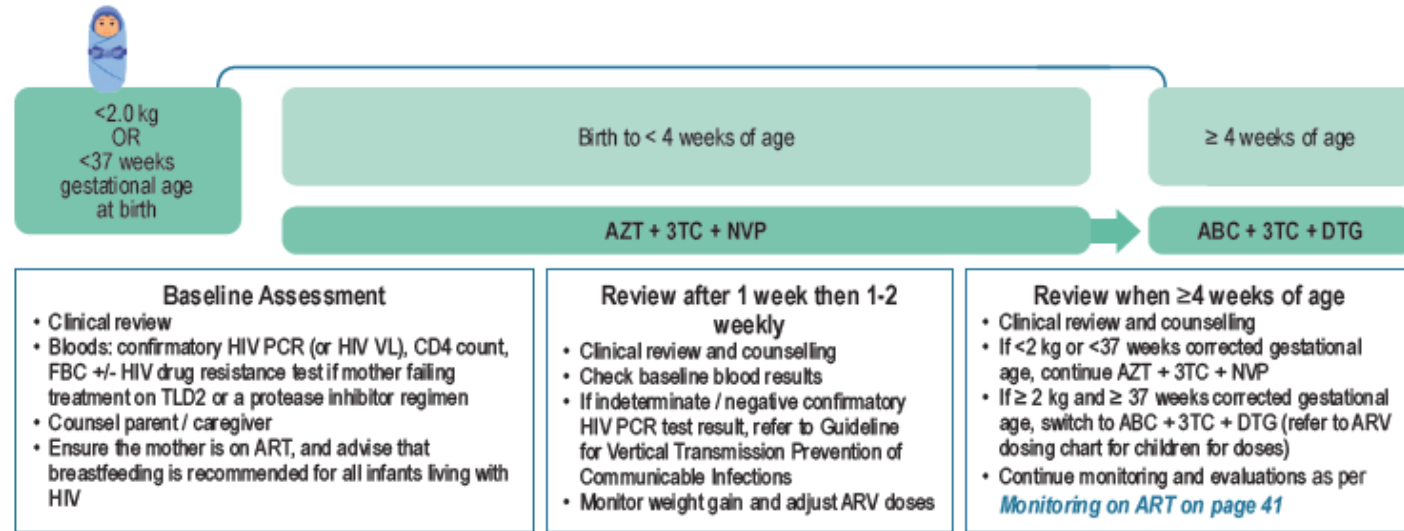 <2.0 kg
OR
<37 weeks
gestational age
at birth
Birth to < 4 weeks of age
≥ 4 weeks of age
AZT + 3TC + NVP
ABC + 3TC + DTG
Baseline Assessment
• Clinical review
• Bloods: confirmatory HIV PCR (or HIV VL), CD4 count,
FBC +/- HIV drug resistance test if mother failing
treatment on TLD2 or a protease inhibitor regimen
• Counsel parent / caregiver
• Ensure the mother is on ART, and advise that
breastfeeding is recommended for all infants living with
HIV
Review after 1 week then 1-2
weekly
• Clinical review and counselling
• Check baseline blood results
• If indeterminate / negative confirmatory
HIV PCR test result, refer to Guideline
for Vertical Transmission Prevention of
Communicable Infections
• Monitor weight gain and adjust ARV doses
Review when ≥4 weeks of age
• Clinical review and counselling
• If <2 kg or <37 weeks corrected gestational
age, continue AZT + 3TC + NVP
• If ≥ 2 kg and ≥ 37 weeks corrected gestational
age, switch to ABC + 3TC + DTG (refer to ARV
dosing chart for children for doses)
• Continue monitoring and evaluations as per
Monitoring on ART on page 41